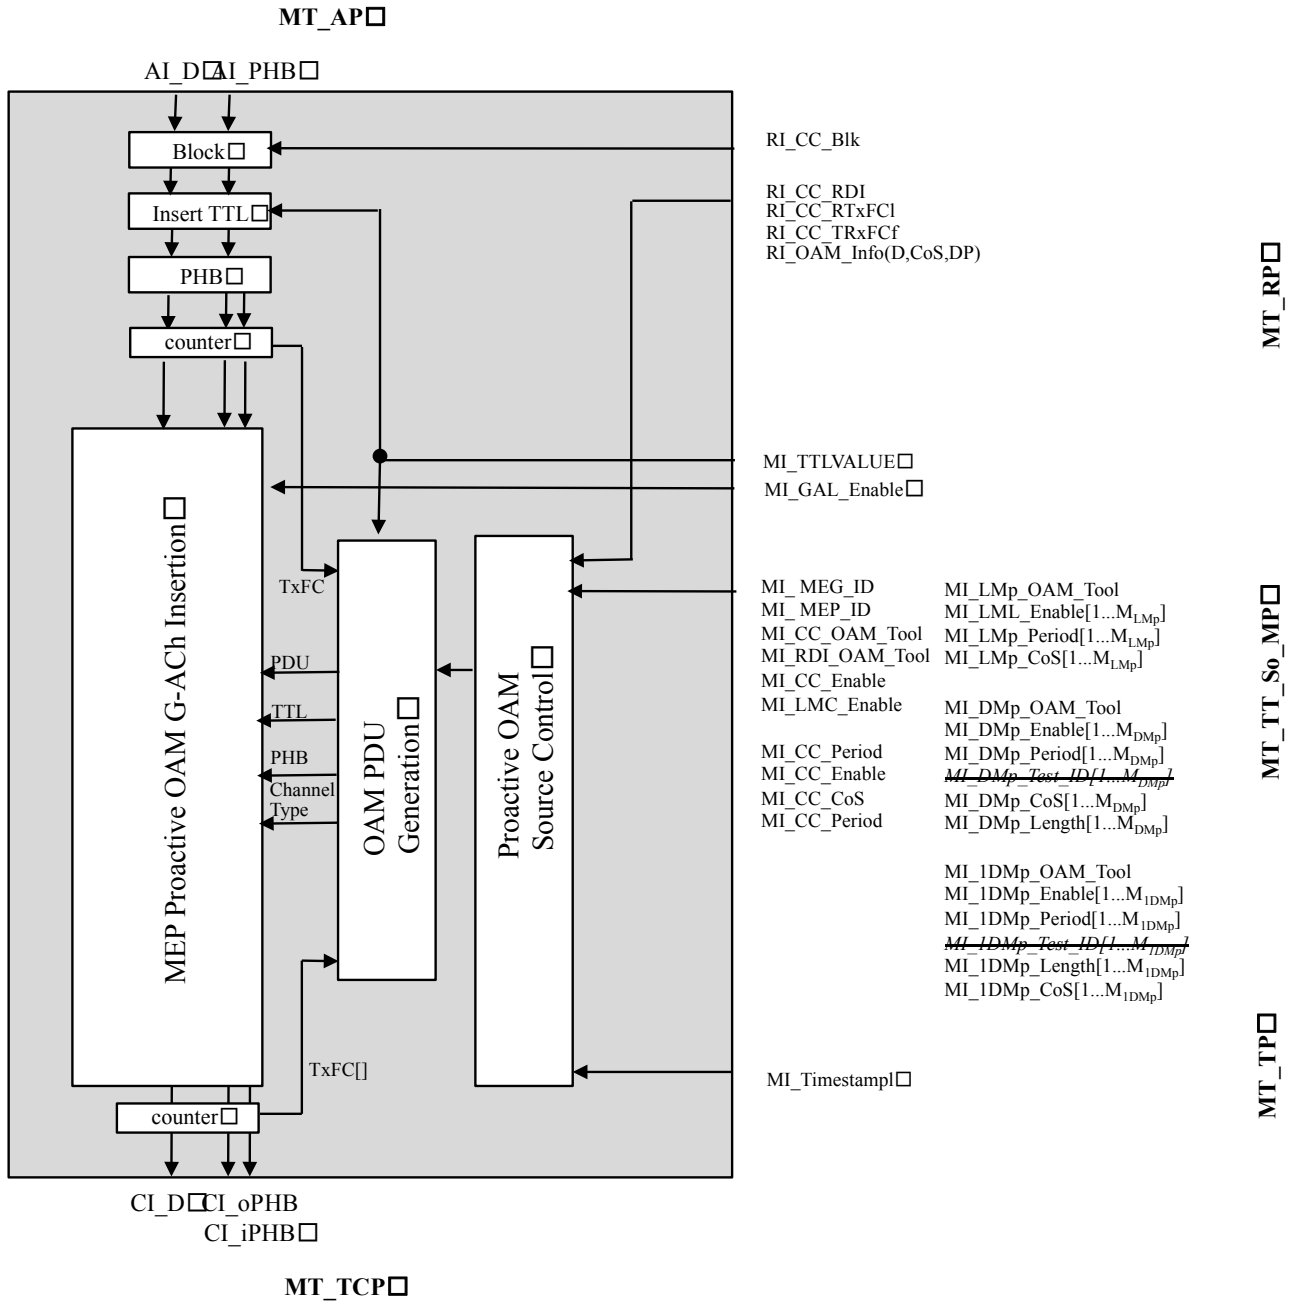 MT_AP
AI_D AI_PHB
Block
Insert TTL
PHB
counter
RI_CC_Blk
RI_CC_RDI
RI_CC_RTxFCl
RI_CC_TRxFCf
RI_OAM_Info(D,CoS,DP)
MT_RP
MI_TTLVALUE
MI_GAL_Enable
MEP Proactive OAM G-ACh Insertion
TxFC
PDU
TTL
PHB
Channel
Type
TxFC[]
OAM PDU
Generation
Proactive OAM
Source Control
MI_ MEG_ID
MI_ MEP_ID
MI_CC_OAM_Tool
MI_RDI_OAM_Tool
MI_CC_Enable
MI_LMC_Enable
MI_CC_Period
MI_CC_Enable
MI_CC_CoS
MI_CC_Period
MI_LMp_OAM_Tool
MI_LML_Enable[1...MLMp]
MI_LMp_Period[1...MLMp]
MI_LMp_CoS[1...MLMp]
MI_DMp_OAM_Tool
MI_DMp_Enable[1...MDMp]
MI_DMp_Period[1...MDMp]
MI_DMp_Test_ID[1...MDMp]
MI_DMp_CoS[1...MDMp]
MI_DMp_Length[1...MDMp]
MI_1DMp_OAM_Tool
MI_1DMp_Enable[1...M1DMp]
MI_1DMp_Period[1...M1DMp]
MI_1DMp_Test_ID[1...M1DMp]
MI_1DMp_Length[1...M1DMp]
MI_1DMp_CoS[1...M1DMp]
MT_TT_So_MP
MI_Timestampl
MT_TP
counter
CI_D CI_oPHB
CI_iPHB
MT_TCP